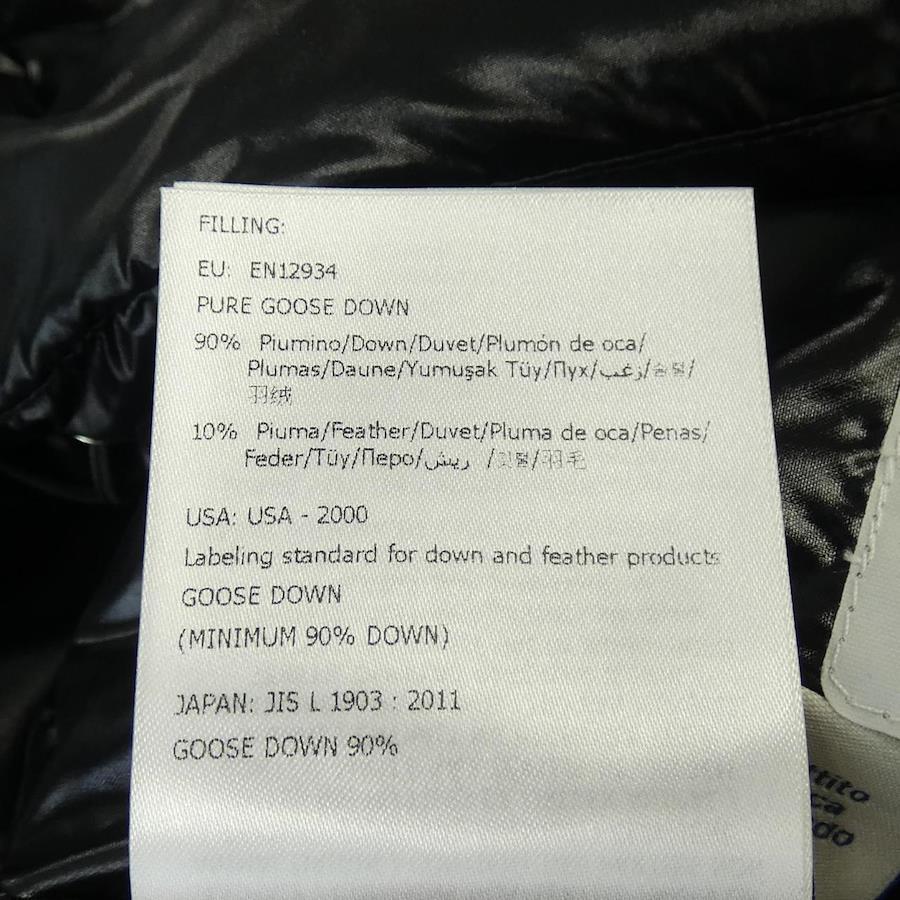 FILLING:
EU: EN12934
PURE GOOSE DOWN
90% Piumino/Down/Duvet/Plumón de oca/
Plumas/Daune/Yumuşak Tüy/Пух/زغب/솜털/
羽绒
10% Piuma/Feather/Duvet/Pluma de oca/Penas/
Feder/Tüy/Перо/ريش /깃털/羽毛
USA: USA - 2000
Labeling standard for down and feather products
GOOSE DOWN
(MINIMUM 90% DOWN)
JAPAN: JIS L 1903 : 2011
GOOSE DOWN 90%